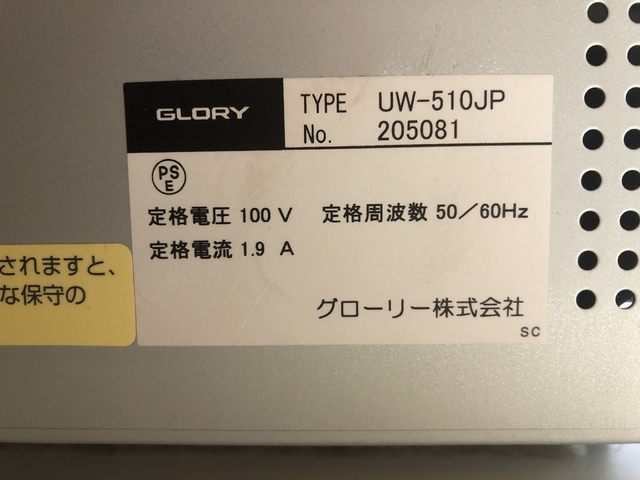 GLORY
TYPE UW-510JP
No. 205081
PS
E
定格電圧 100 V 定格周波数 50／60Hz
定格電流 1.9 A
グローリー株式会社
SC
されますと、
な保守の